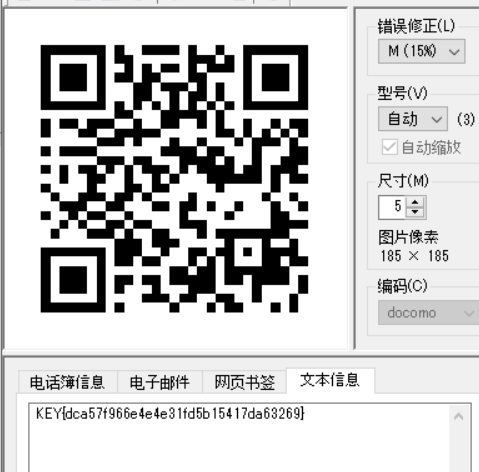 错误修正(L)
M (15%)
型号(V)
自动 (3)
自动缩放
尺寸(M)
5
图片像素
185 × 185
编码(C)
docomo
电话簿信息 电子邮件 网页书签 文本信息
KEY{dca57f966e4e4e31fd5b15417da63269}